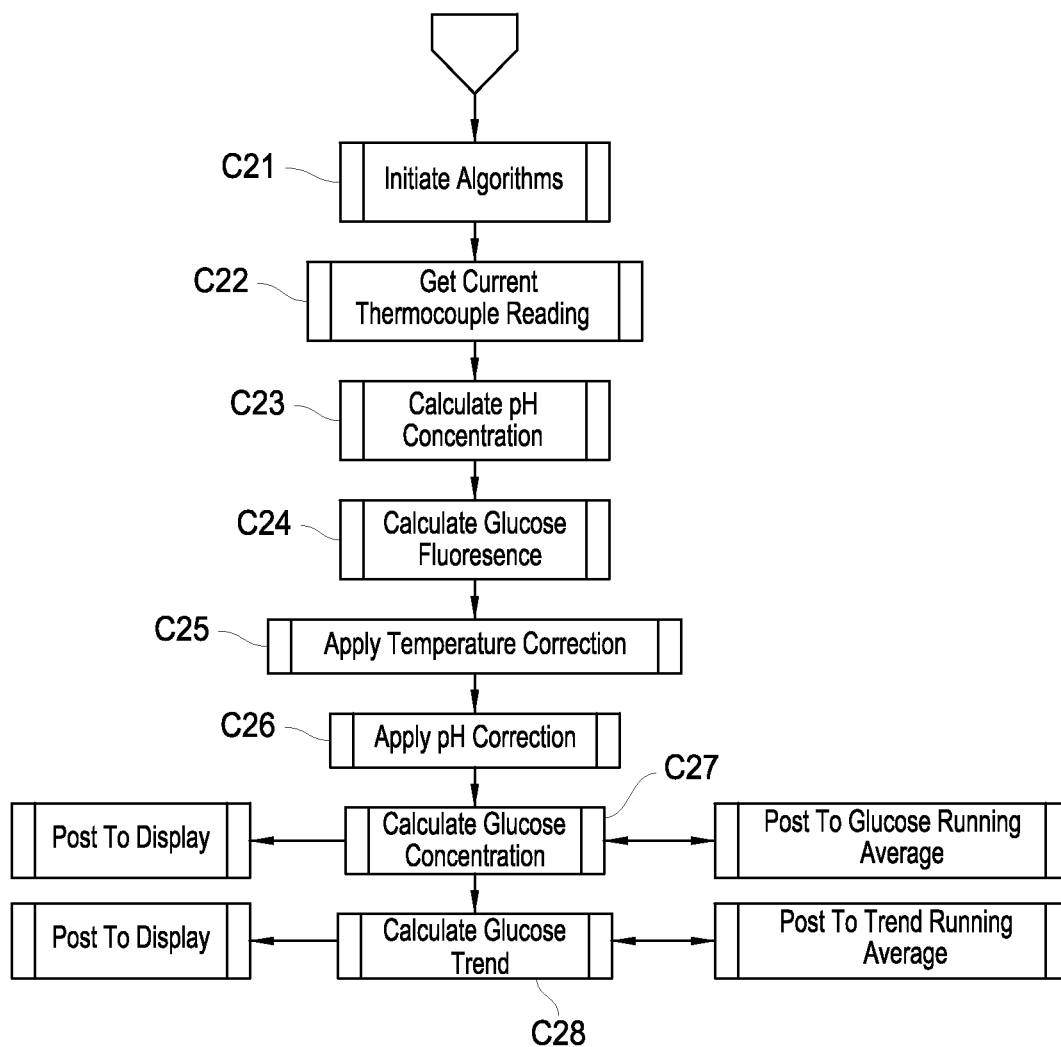 C21
Initiate Algorithms
C22
Get Current
Thermocouple Reading
C23
Calculate pH
Concentration
C24
Calculate Glucose
Fluoresence
C25
Apply Temperature Correction
C26
Apply pH Correction
C27
Post To Display
Calculate Glucose
Concentration
Post To Glucose Running
Average
Post To Display
Calculate Glucose
Trend
Post To Trend Running
Average
C28